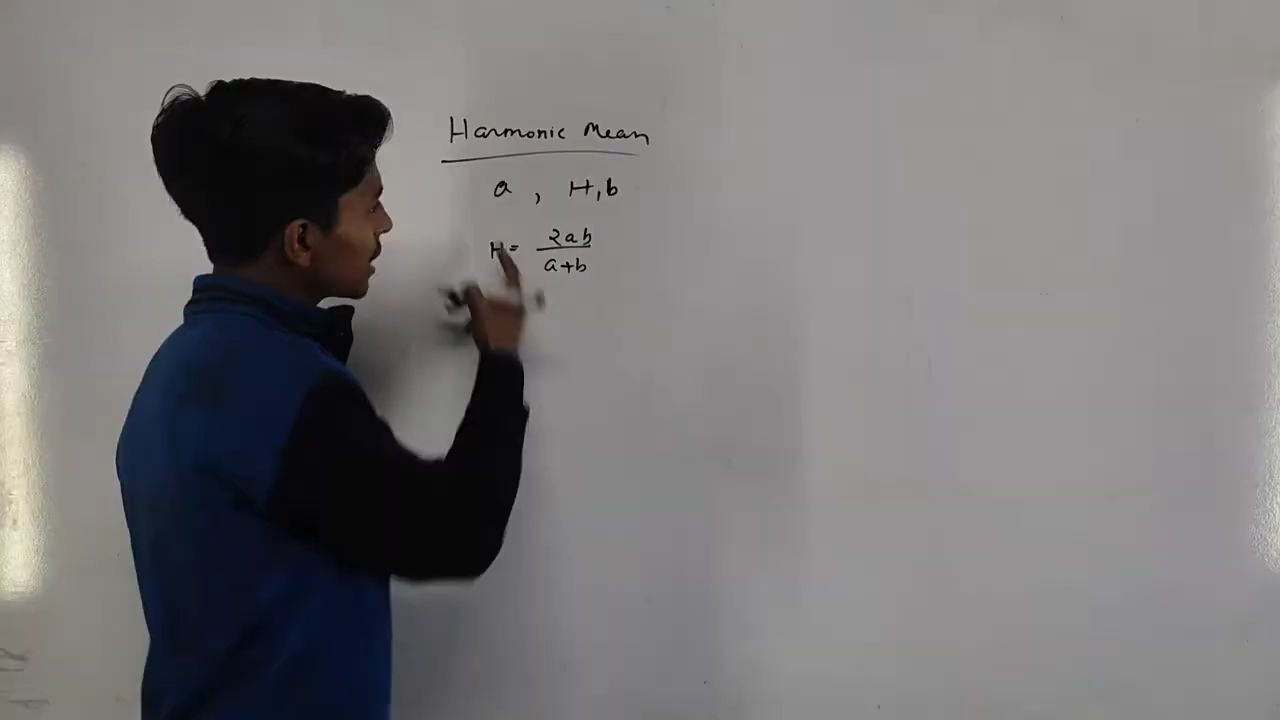 Harmonic Mean
a , H, b
H = 2ab
a+b